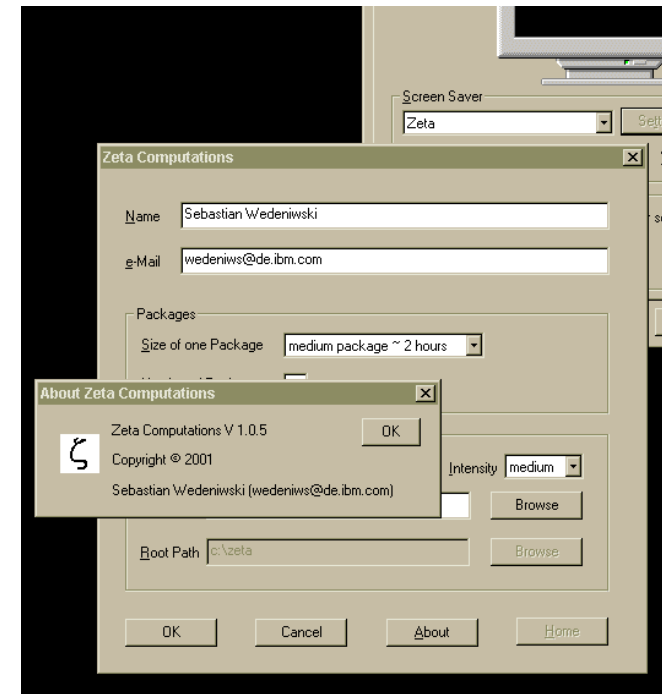 Screen Saver
Zeta
Zeta Computations
Name Sebastian Wedeniwski
e-Mail wedeniws@de.ibm.com
Packages
Size of one Package medium package ~ 2 hours
About Zeta Computations
Zeta Computations V 1.0.5 OK
ζ Copyright © 2001
Sebastian Wedeniwski (wedeniws@de.ibm.com)
Intensity medium
Browse
Root Path c:\zeta Browse
OK Cancel About Home